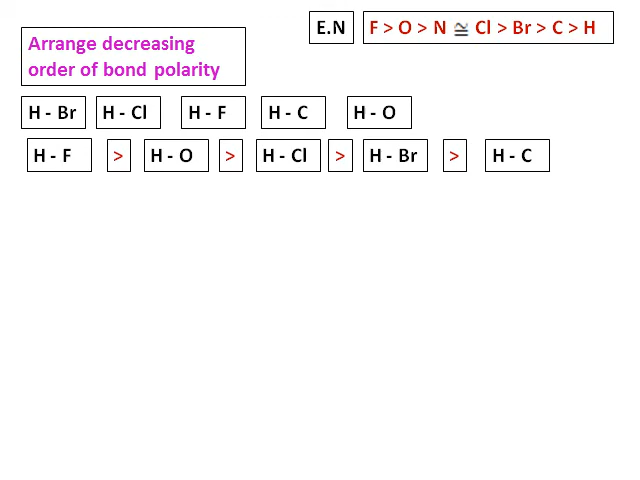 E.N F > O > N ≅ Cl > Br > C > H
Arrange decreasing
order of bond polarity
H - Br H - Cl H - F H - C H - O
H - F > H - O > H - Cl > H - Br > H - C